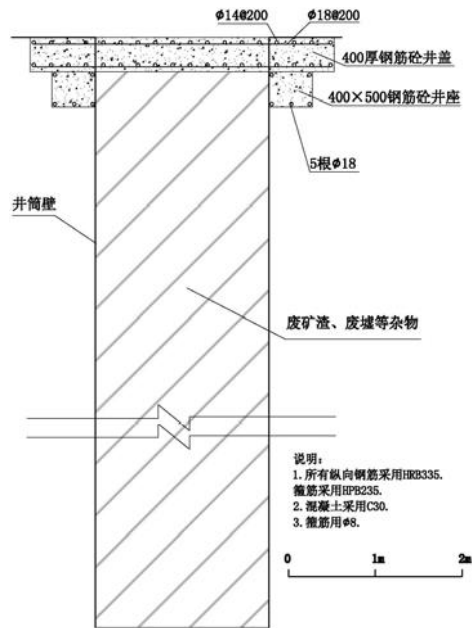 ϕ14@200 ϕ18@200
400厚钢筋砼井盖
400×500钢筋砼井座
5根ϕ18
井筒壁
废矿渣、废墟等杂物
说明:
1.所有纵向钢筋采用HRB335.
箍筋采用HPB235.
2.混凝土采用C30.
3.箍筋用ϕ8.
0 1m 2m